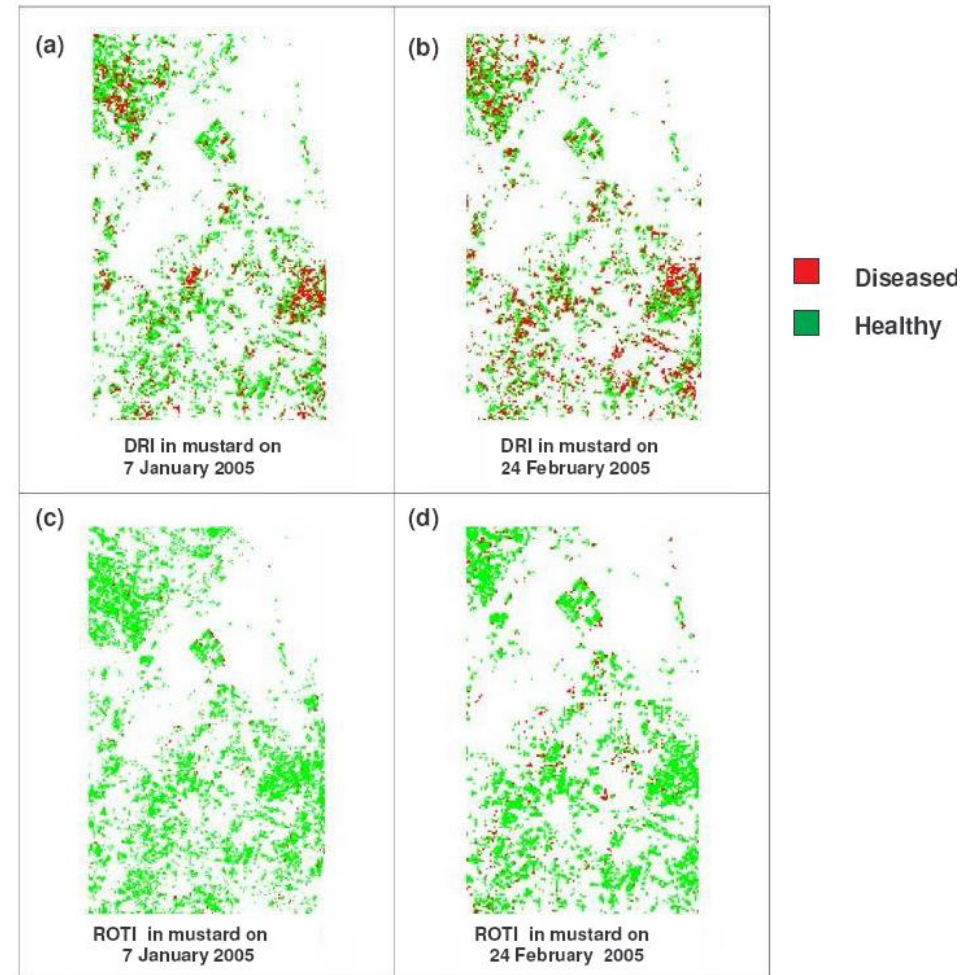 (a)
(b)
DRI in mustard on
7 January 2005
DRI in mustard on
24 February 2005
Diseased
Healthy
(c)
(d)
ROTI in mustard on
7 January 2005
ROTI in mustard on
24 February 2005